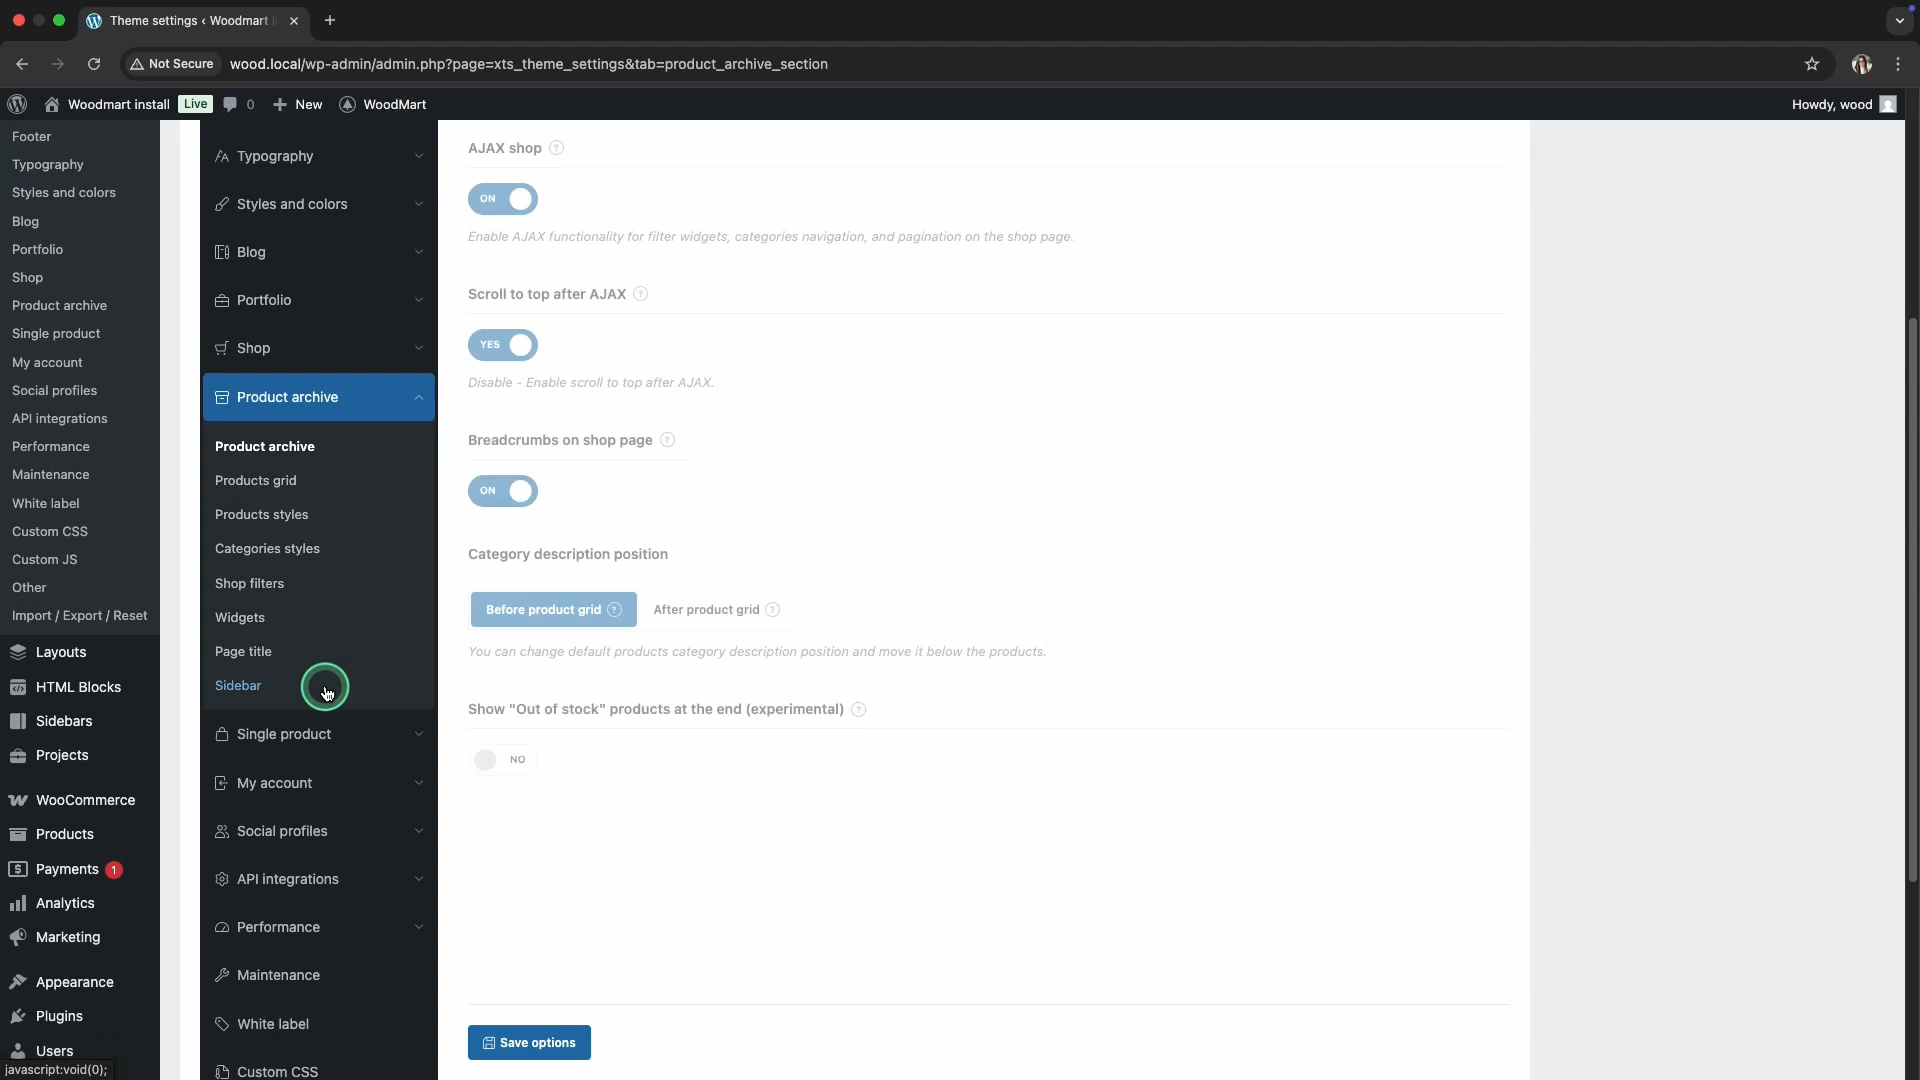 Theme settings ‹ Woodmart
Not Secure
wood.local/wp-admin/admin.php?page=xts_theme_settings&tab=product_archive_section
Woodmart install
Live
0
New
WoodMart
Howdy, wood
Footer
Typography
Styles and colors
Blog
Portfolio
Shop
Product archive
Single product
My account
Social profiles
API integrations
Performance
Maintenance
White label
Custom CSS
Custom JS
Other
Import / Export / Reset
Layouts
HTML Blocks
Sidebars
Projects
WooCommerce
Products
Payments 1
Analytics
Marketing
Appearance
Plugins
Users
javascript:void(0);
Typography
Styles and colors
Blog
Portfolio
Shop
Product archive
Product archive
Products grid
Products styles
Categories styles
Shop filters
Widgets
Page title
Sidebar
Single product
My account
Social profiles
API integrations
Performance
Maintenance
White label
Custom CSS
AJAX shop ?
ON
Enable AJAX functionality for filter widgets, categories navigation, and pagination on the shop page.
Scroll to top after AJAX ?
YES
Disable - Enable scroll to top after AJAX.
Breadcrumbs on shop page ?
ON
Category description position
Before product grid ?
After product grid ?
You can change default products category description position and move it below the products.
Show "Out of stock" products at the end (experimental) ?
NO
Save options